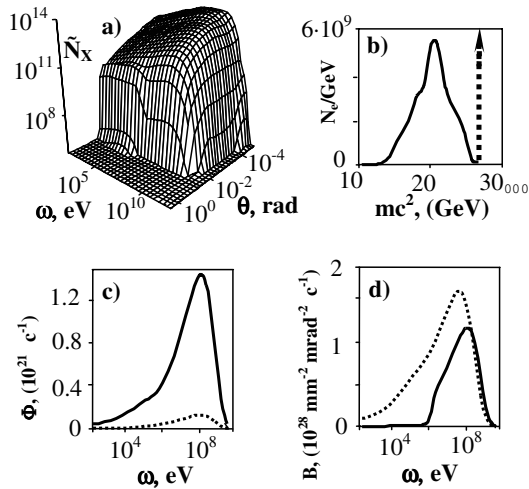 10^14
a)
Ñ_X
10^11
10^8
10^5
10^10
ω, eV
10^0
10^-2
10^-4
θ, rad
b)
6·10^9
N_e/GeV
0
10
20
30_000
mc^2, (GeV)
c)
1.2
0.8
0.4
0
Φ, (10^21 c^-1)
10^4
10^8
ω, eV
d)
2
1
0
B, (10^28 mm^-2 mrad^-2 c^-1)
10^4
10^8
ω, eV